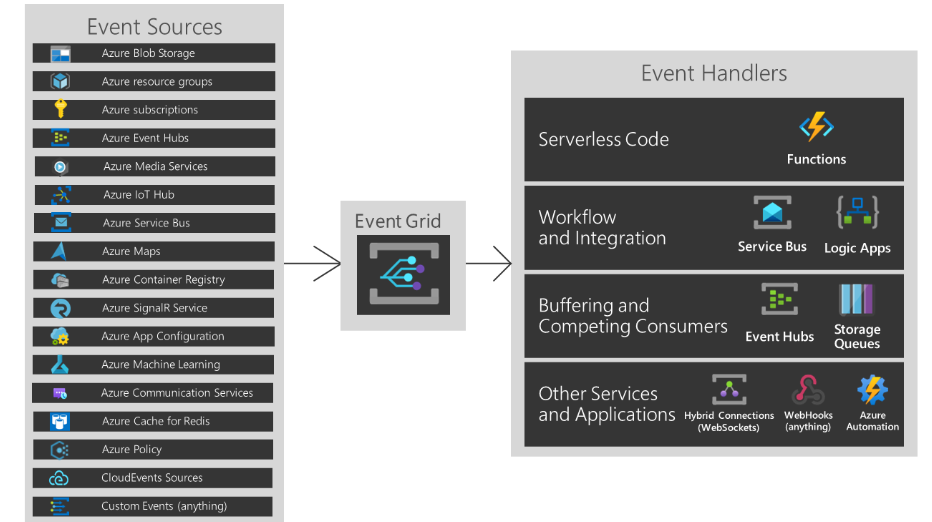 Event Sources
Azure Blob Storage
Azure resource groups
Azure subscriptions
Azure Event Hubs
Azure Media Services
Azure IoT Hub
Azure Service Bus
Azure Maps
Azure Container Registry
Azure SignalR Service
Azure App Configuration
Azure Machine Learning
Azure Communication Services
Azure Cache for Redis
Azure Policy
CloudEvents Sources
Custom Events (anything)
Event Grid
Event Handlers
Serverless Code
Functions
Workflow
and Integration
Service Bus
Logic Apps
Buffering and
Competing Consumers
Event Hubs
Storage
Queues
Other Services
and Applications
Hybrid Connections
(WebSockets)
WebHooks
(anything)
Azure
Automation